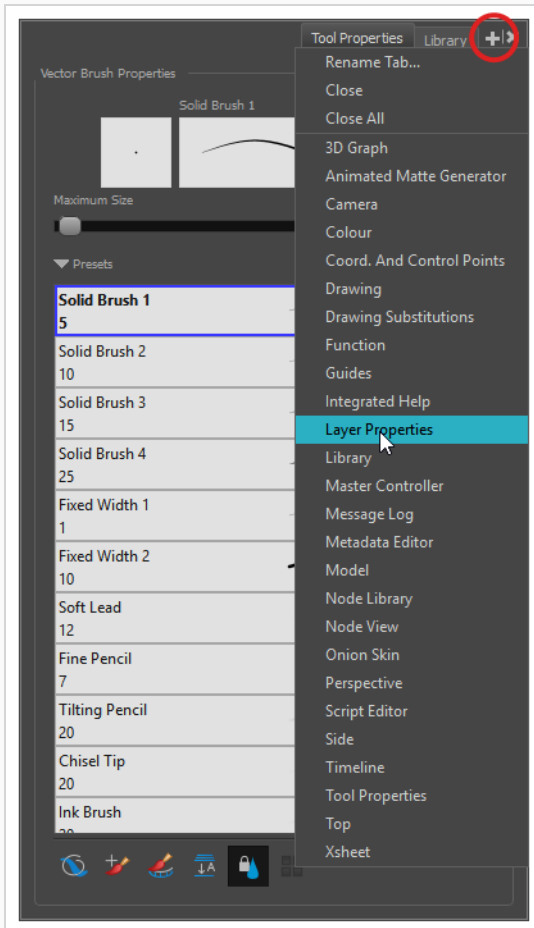 Tool Properties Library
Rename Tab...
Close
Close All
3D Graph
Animated Matte Generator
Camera
Colour
Coord. And Control Points
Drawing
Drawing Substitutions
Function
Guides
Integrated Help
Layer Properties
Library
Master Controller
Message Log
Metadata Editor
Model
Node Library
Node View
Onion Skin
Perspective
Script Editor
Side
Timeline
Tool Properties
Top
Xsheet
Vector Brush Properties
Solid Brush 1
Maximum Size
Presets
Solid Brush 1
5
Solid Brush 2
10
Solid Brush 3
15
Solid Brush 4
25
Fixed Width 1
1
Fixed Width 2
10
Soft Lead
12
Fine Pencil
7
Tilting Pencil
20
Chisel Tip
20
Ink Brush
A